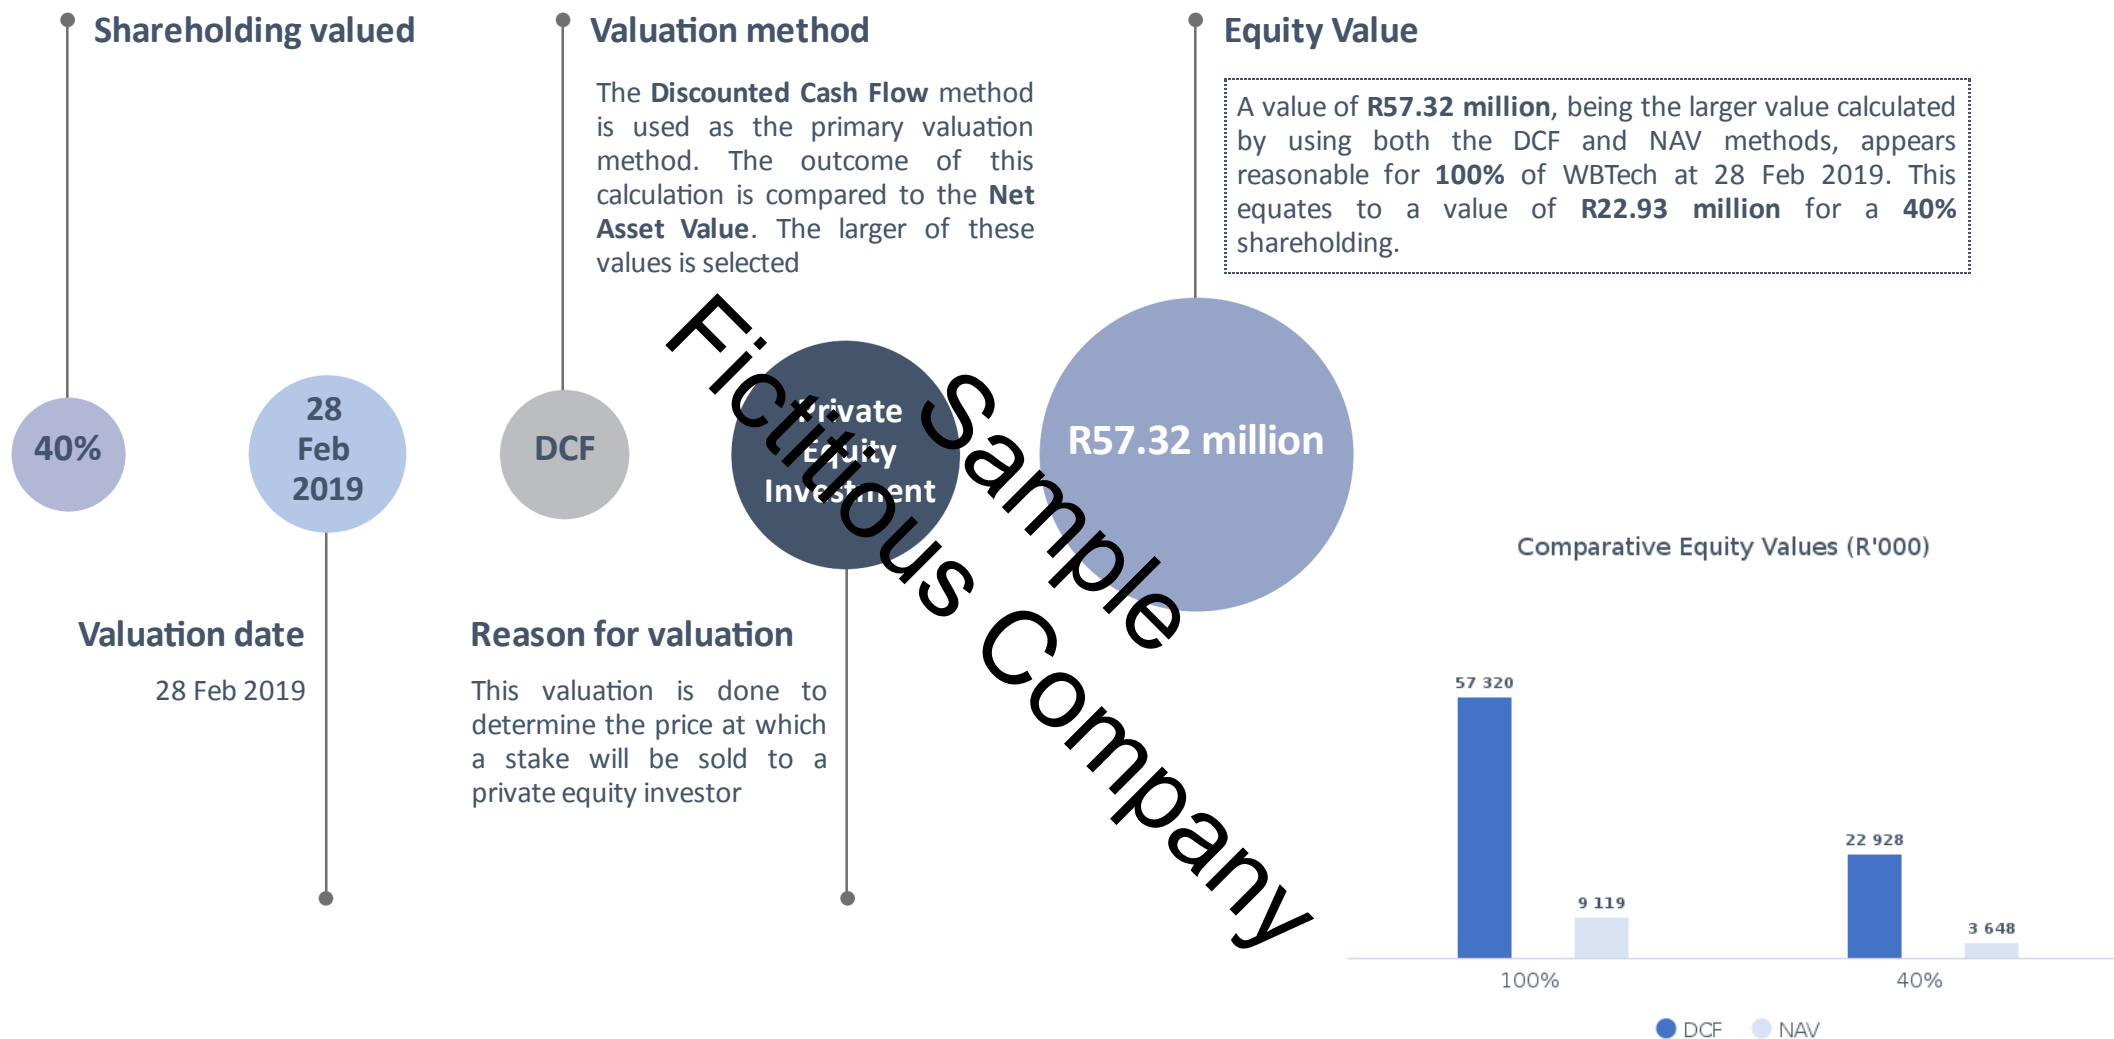 Shareholding valued
Valuation method
The Discounted Cash Flow method
is used as the primary valuation
method. The outcome of this
calculation is compared to the Net
Asset Value. The larger of these
values is selected
Equity Value
A value of R57.32 million, being the larger value calculated
by using both the DCF and NAV methods, appears
reasonable for 100% of WBTech at 28 Feb 2019. This
equates to a value of R22.93 million for a 40%
shareholding.
40%
28
Feb
2019
DCF
Private
Equity
Investment
R57.32 million
Sample
Fictitious Company
Valuation date
28 Feb 2019
Reason for valuation
This valuation is done to
determine the price at which
a stake will be sold to a
private equity investor
Comparative Equity Values (R'000)
57 320
9 119
22 928
3 648
100%
40%
DCF
NAV